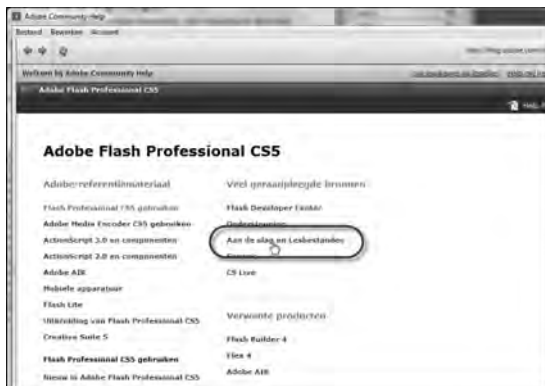 Adobe Community Help
Bestand Bewerken Account
Welkom bij Adobe Community Help
Adobe Flash Professional CS5
Adobe Flash Professional CS5
Adobe-referentiemateriaal
Flash Professional CS5 gebruiken
Adobe Media Encoder CS5 gebruiken
ActionScript 3.0 en componenten
ActionScript 2.0 en componenten
Adobe AIR
Mobiele apparatuur
Flash Lite
Uitbreiding van Flash Professional CS5
Creative Suite 5
Flash Professional CS5 gebruiken
Nieuw in Adobe Flash Professional CS5
Veel geraadpleegde bronnen
Flash Developer Center
Ondersteuning
Aan de slag en Leesbestanden
CS Live
Verwante producten
Flash Builder 4
Flex 4
Adobe AIR